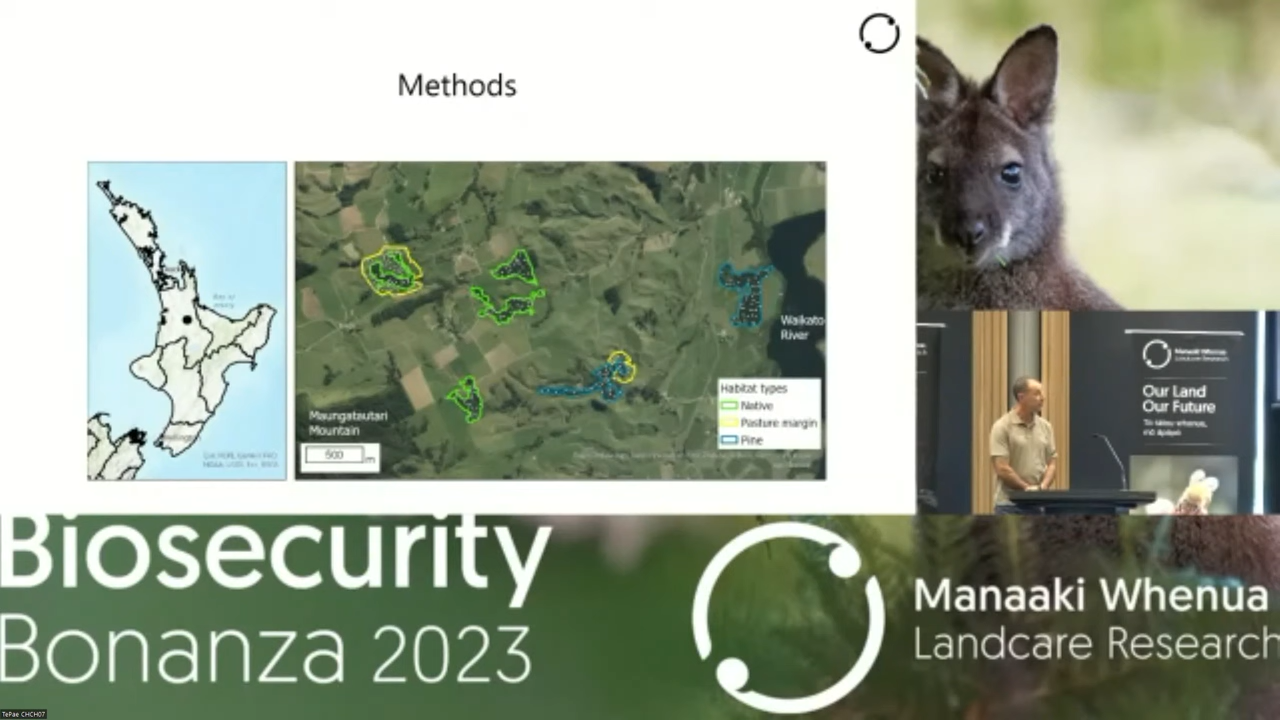 Methods
Waikato
River
Maungatautari
Mountain
500
m
Habitat types
Native
Pasture margin
Pine
Manaaki Whenua
Landcare Research
Our Land
Our Future
Biosecurity
Bonanza 2023
Manaaki Whenua
Landcare Research
TePae CHCH07